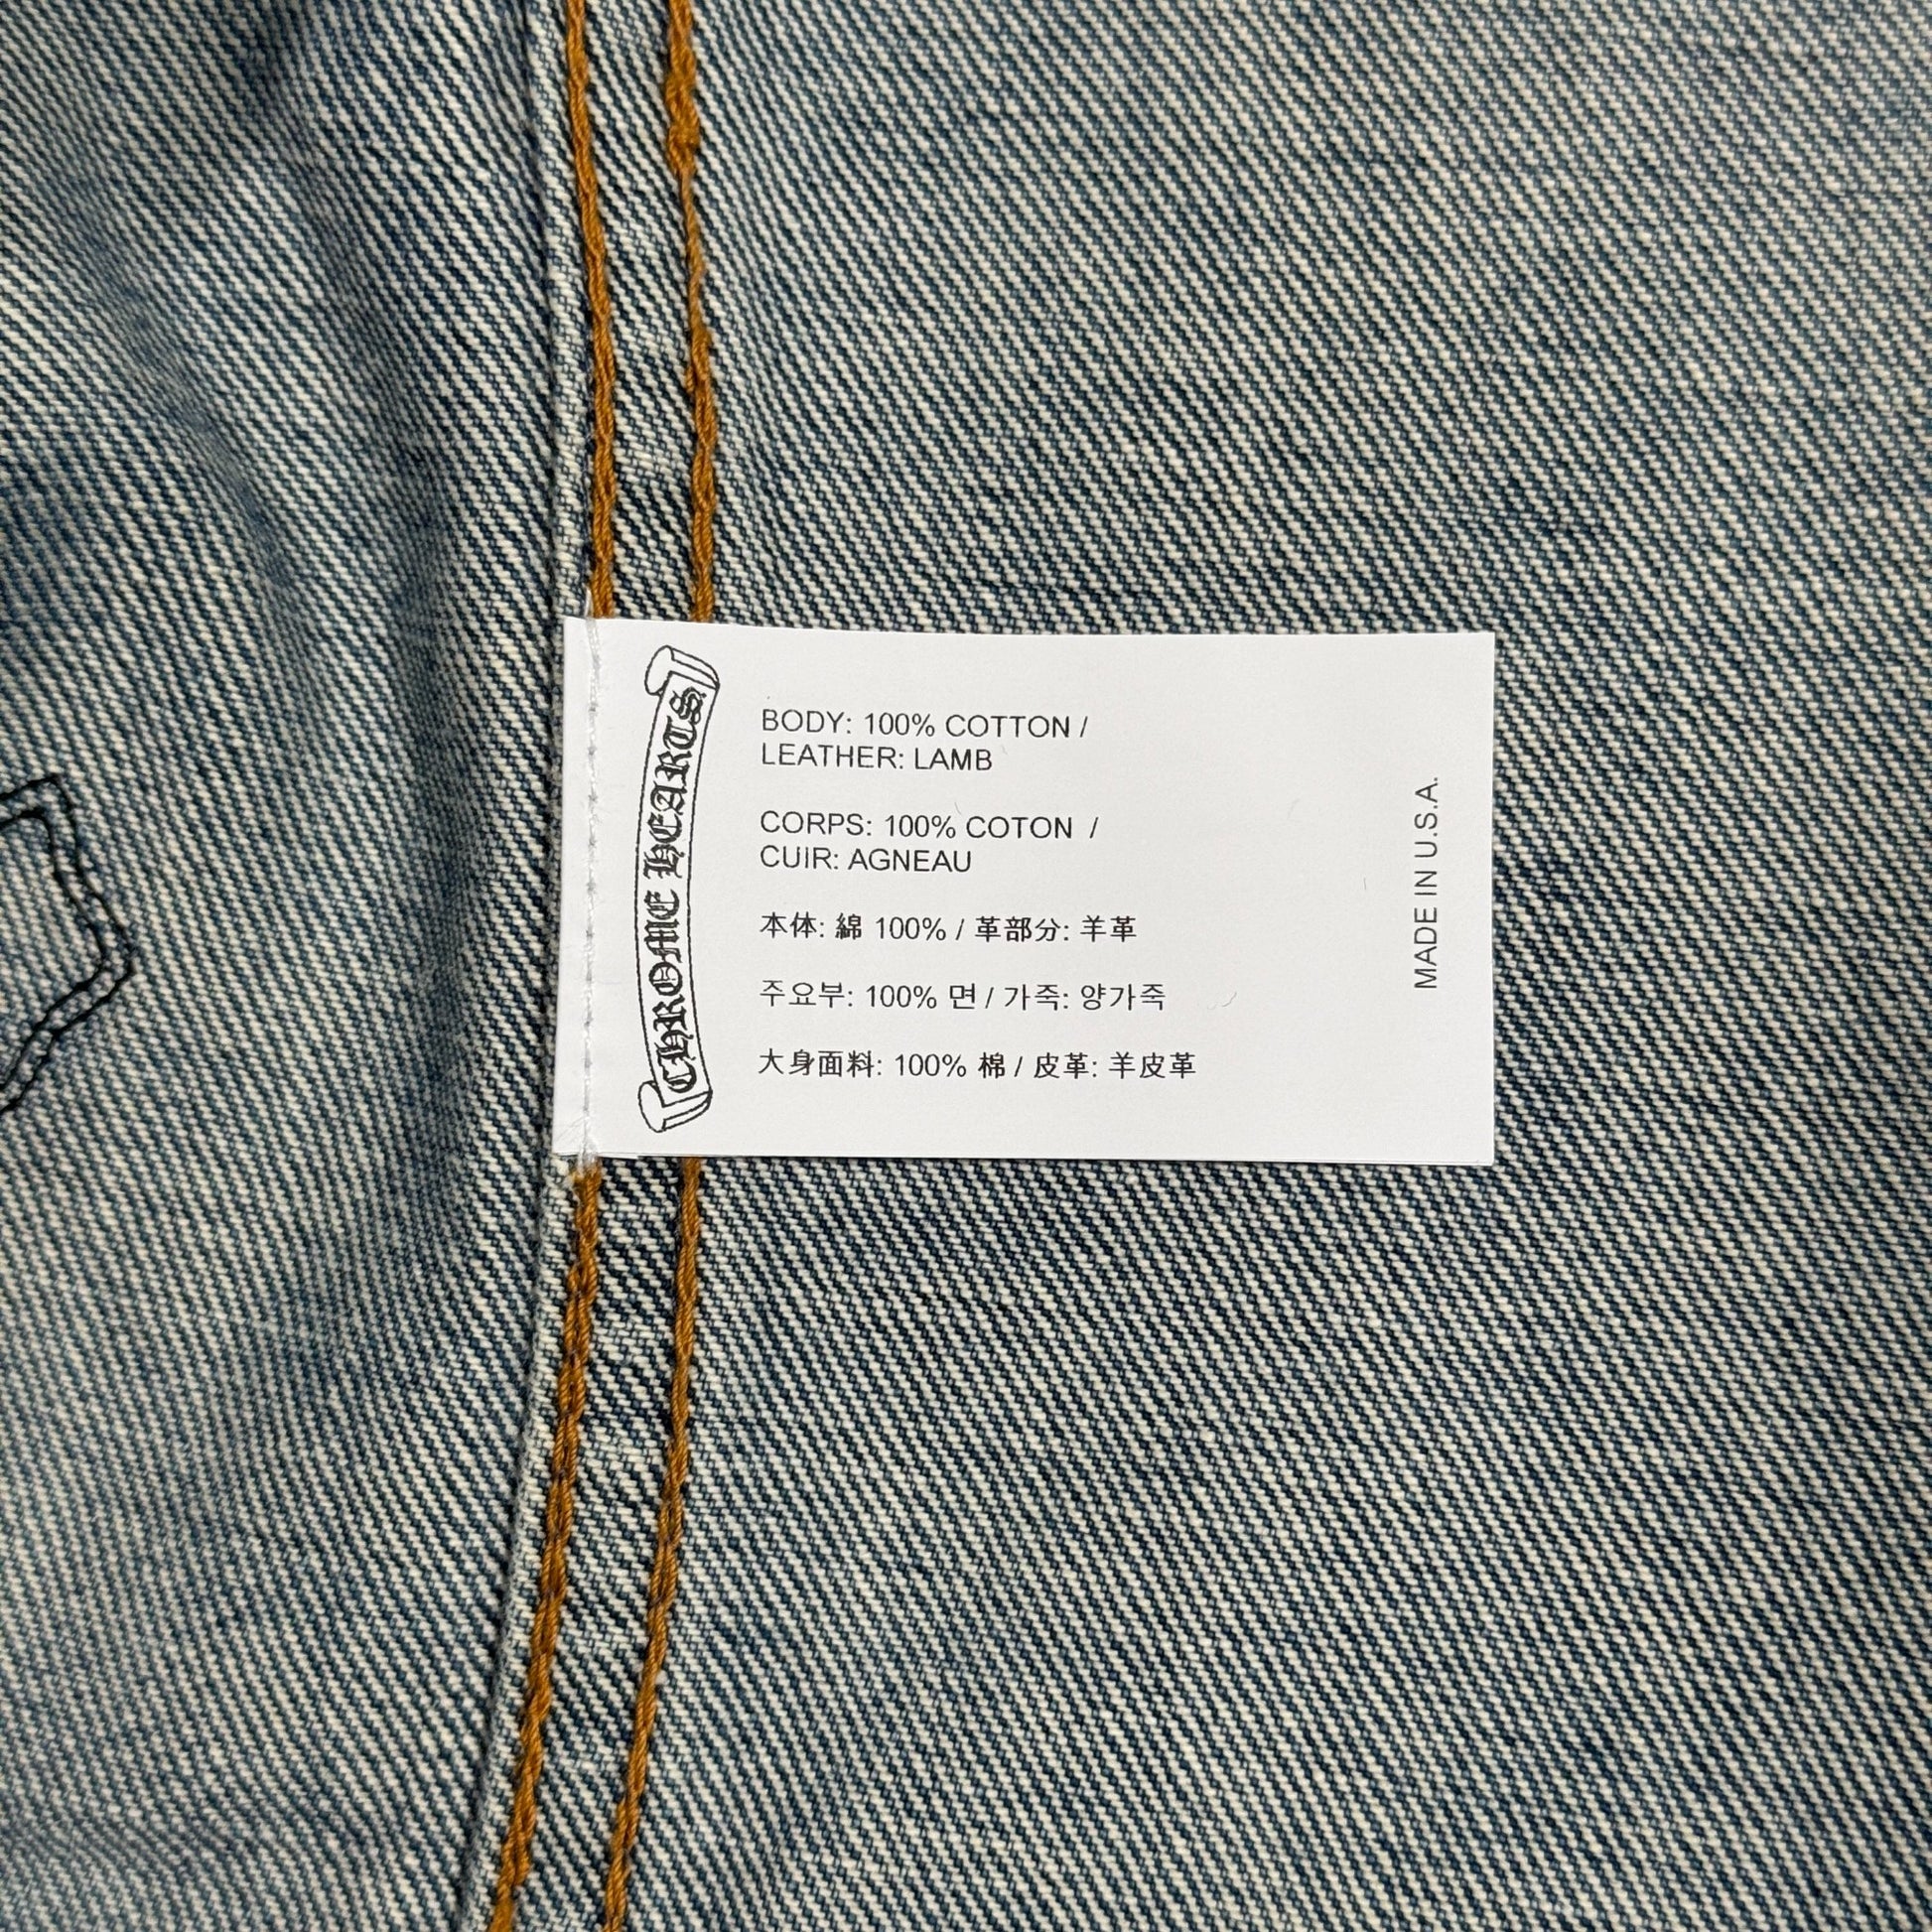 CHROME HEARTS
BODY: 100% COTTON /
LEATHER: LAMB
CORPS: 100% COTON /
CUIR: AGNEAU
本体: 綿 100% / 革部分: 羊革
주요부: 100% 면 / 가죽: 양가죽
大身面料: 100% 棉 / 皮革: 羊皮革
MADE IN U.S.A.